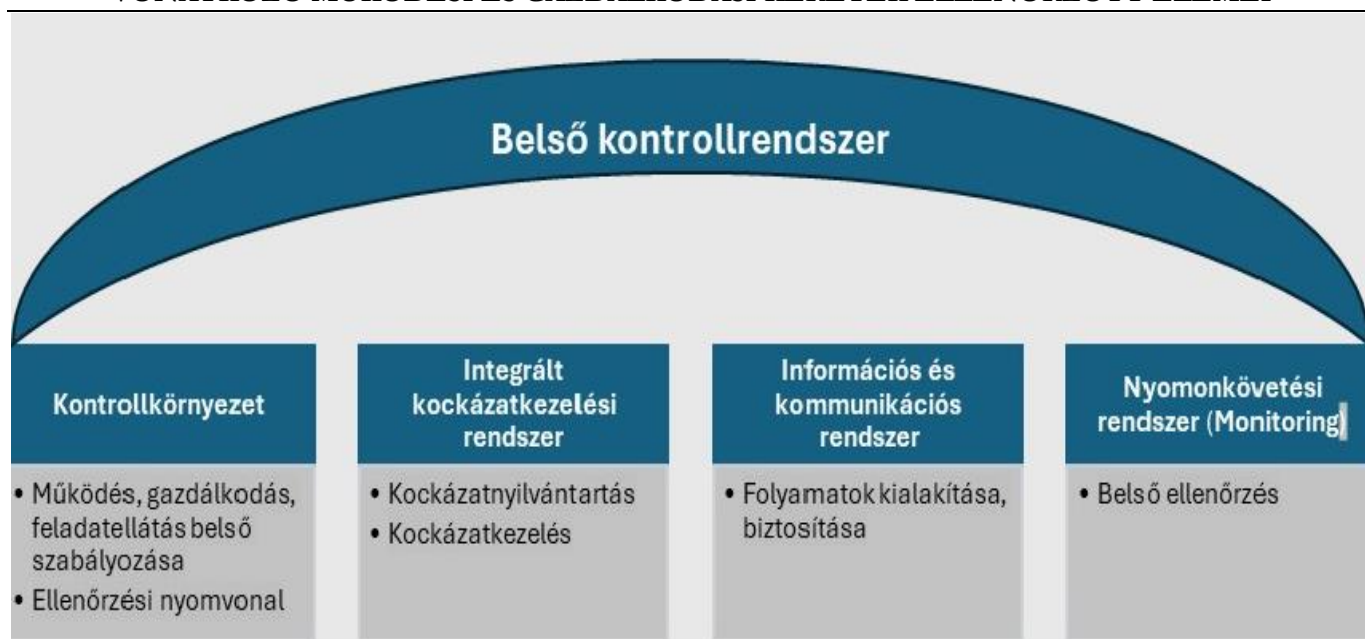 Belső kontrollrendszer
Kontrollkörnyezet
• Működés, gazdálkodás,
feladatellátás belső
szabályozása
• Ellenőrzési nyomvonal
Integrált
kockázatkezelési
rendszer
• Kockázatnyilvántartás
• Kockázatkezelés
Információs és
kommunikációs
rendszer
• Folyamatok kialakítása,
biztosítása
Nyomonkövetési
rendszer (Monitoring)
• Belső ellenőrzés